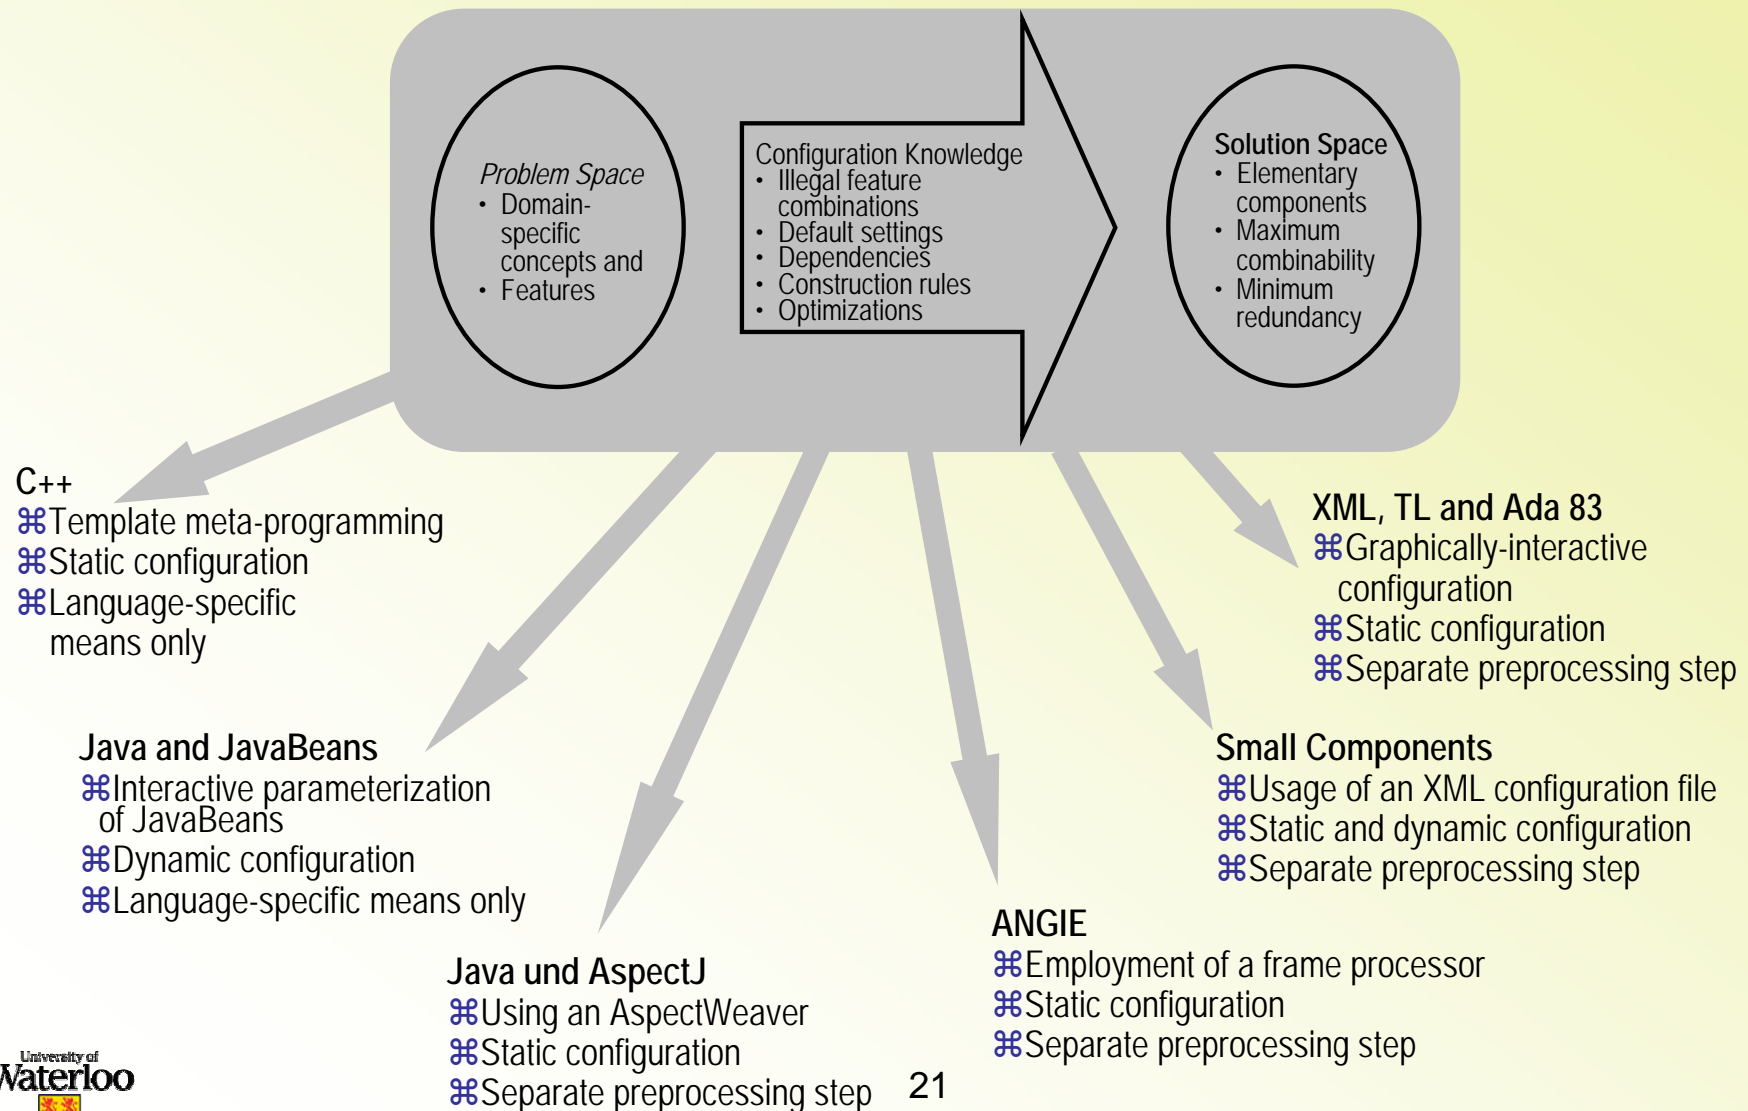 Problem Space
• Domain-
specific
concepts and
• Features
Configuration Knowledge
• Illegal feature
combinations
• Default settings
• Dependencies
• Construction rules
• Optimizations
Solution Space
• Elementary
components
• Maximum
combinability
• Minimum
redundancy
C++
⌘Template meta-programming
⌘Static configuration
⌘Language-specific
means only
Java and JavaBeans
⌘Interactive parameterization
of JavaBeans
⌘Dynamic configuration
⌘Language-specific means only
Java und AspectJ
⌘Using an AspectWeaver
⌘Static configuration
⌘Separate preprocessing step
ANGIE
⌘Employment of a frame processor
⌘Static configuration
⌘Separate preprocessing step
Small Components
⌘Usage of an XML configuration file
⌘Static and dynamic configuration
⌘Separate preprocessing step
XML, TL and Ada 83
⌘Graphically-interactive
configuration
⌘Static configuration
⌘Separate preprocessing step
University of
Waterloo
21